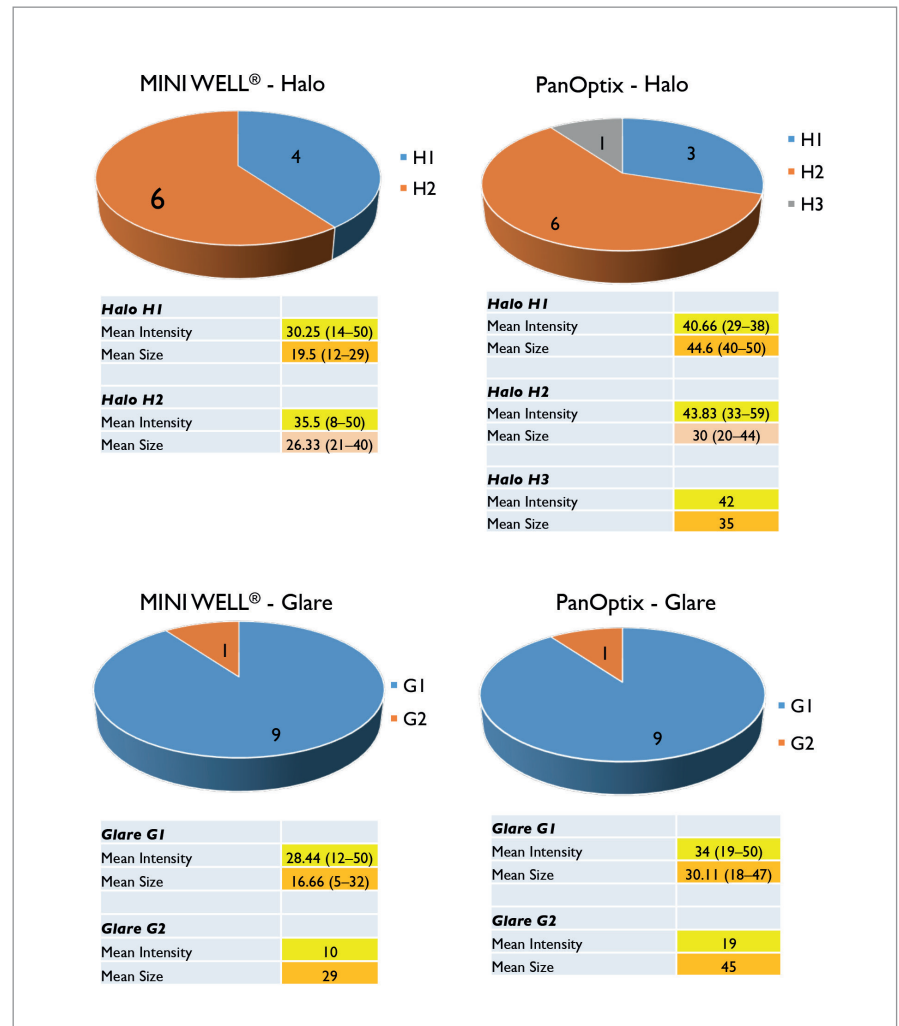 MINI WELL® - Halo
4
6
H1
H2
Halo H1
Mean Intensity 30.25 (14–50)
Mean Size 19.5 (12–29)
Halo H2
Mean Intensity 35.5 (8–50)
Mean Size 26.33 (21–40)
PanOptix - Halo
1
3
6
H1
H2
H3
Halo H1
Mean Intensity 40.66 (29–38)
Mean Size 44.6 (40–50)
Halo H2
Mean Intensity 43.83 (33–59)
Mean Size 30 (20–44)
Halo H3
Mean Intensity 42
Mean Size 35
MINI WELL® - Glare
1
9
G1
G2
Glare G1
Mean Intensity 28.44 (12–50)
Mean Size 16.66 (5–32)
Glare G2
Mean Intensity 10
Mean Size 29
PanOptix - Glare
1
9
G1
G2
Glare G1
Mean Intensity 34 (19–50)
Mean Size 30.11 (18–47)
Glare G2
Mean Intensity 19
Mean Size 45